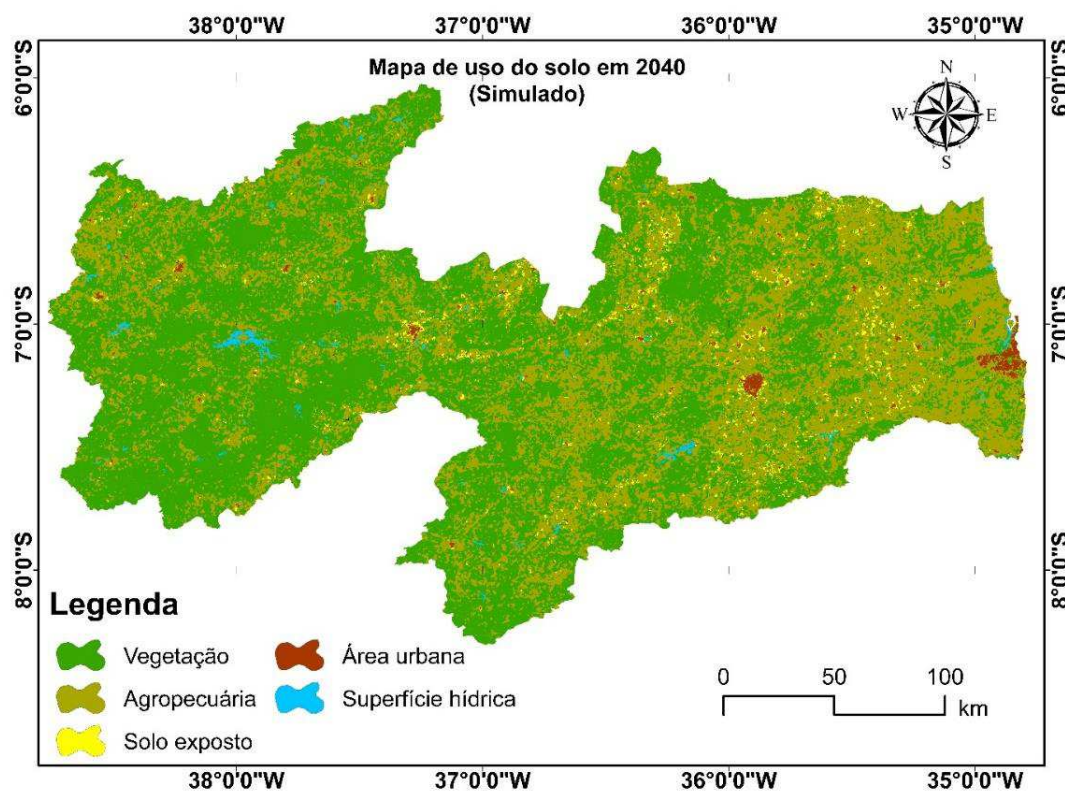 38°0'0"W 37°0'0"W 36°0'0"W 35°0'0"W
Mapa de uso do solo em 2040
(Simulado)
N
W E
S
6°0'0"S 6°0'0"S
7°0'0"S 7°0'0"S
8°0'0"S 8°0'0"S
Legenda
Vegetação Área urbana
Agropecuária Superfície hídrica
Solo exposto
0 50 100
km
38°0'0"W 37°0'0"W 36°0'0"W 35°0'0"W